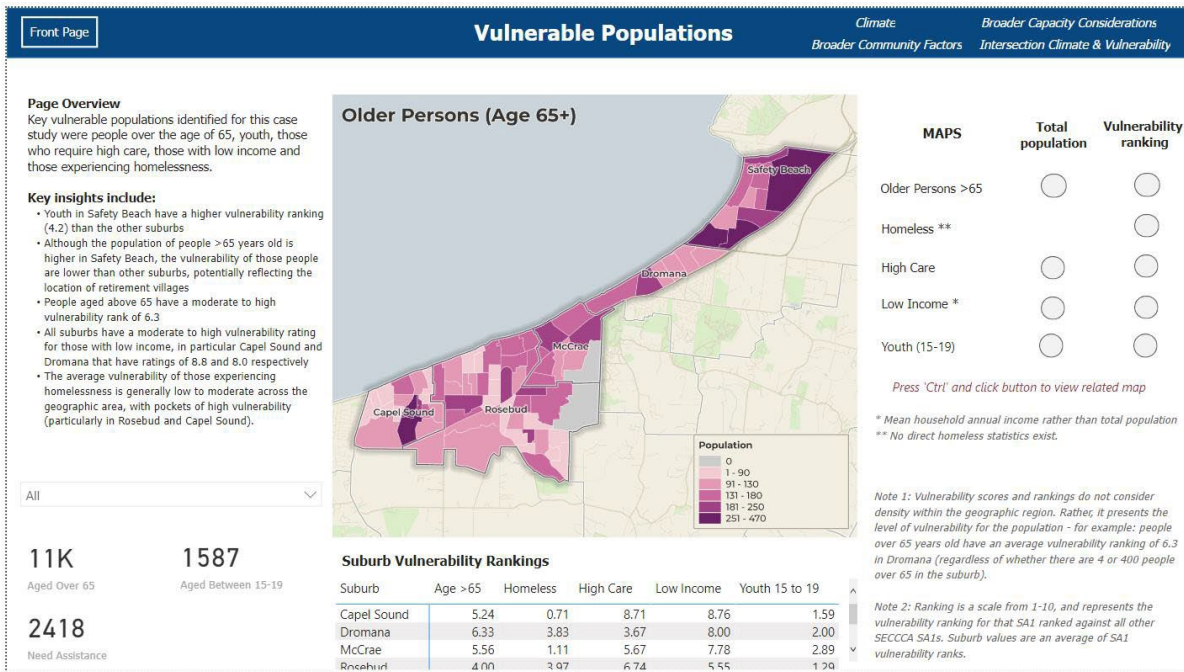 Front Page
Vulnerable Populations
Climate
Broader Capacity Considerations
Broader Community Factors
Intersection Climate & Vulnerability
Page Overview
Key vulnerable populations identified for this case
study were people over the age of 65, youth, those
who require high care, those with low income and
those experiencing homelessness.
Key insights include:
• Youth in Safety Beach have a higher vulnerability ranking
(4.2) than the other suburbs
• Although the population of people >65 years old is
higher in Safety Beach, the vulnerability of those people
are lower than other suburbs, potentially reflecting the
location of retirement villages
• People aged above 65 have a moderate to high
vulnerability rank of 6.3
• All suburbs have a moderate to high vulnerability rating
for those with low income, in particular Capel Sound and
Dromana that have ratings of 8.8 and 8.0 respectively
• The average vulnerability of those experiencing
homelessness is generally low to moderate across the
geographic area, with pockets of high vulnerability
(particularly in Rosebud and Capel Sound).
All
11K
Aged Over 65
1587
Aged Between 15-19
2418
Need Assistance
Older Persons (Age 65+)
Safety Beach
Dromana
McCrae
Rosebud
Capel Sound
Population
0
1 - 90
91 - 130
131 - 180
181 - 250
251 - 470
Suburb Vulnerability Rankings
Suburb Age >65 Homeless High Care Low Income Youth 15 to 19
Capel Sound 5.24 0.71 8.71 8.76 1.59
Dromana 6.33 3.83 3.67 8.00 2.00
McCrae 5.56 1.11 5.67 7.78 2.89
Rosebud 4.00 3.97 6.74 5.55 1.29
MAPS Total population Vulnerability ranking
Older Persons >65
Homeless **
High Care
Low Income *
Youth (15-19)
Press 'Ctrl' and click button to view related map
* Mean household annual income rather than total population
** No direct homeless statistics exist.
Note 1: Vulnerability scores and rankings do not consider
density within the geographic region. Rather, it presents the
level of vulnerability for the population - for example: people
over 65 years old have an average vulnerability ranking of 6.3
in Dromana (regardless of whether there are 4 or 400 people
over 65 in the suburb).
Note 2: Ranking is a scale from 1-10, and represents the
vulnerability ranking for that SA1 ranked against all other
SECCCA SA1s. Suburb values are an average of SA1
vulnerability ranks.